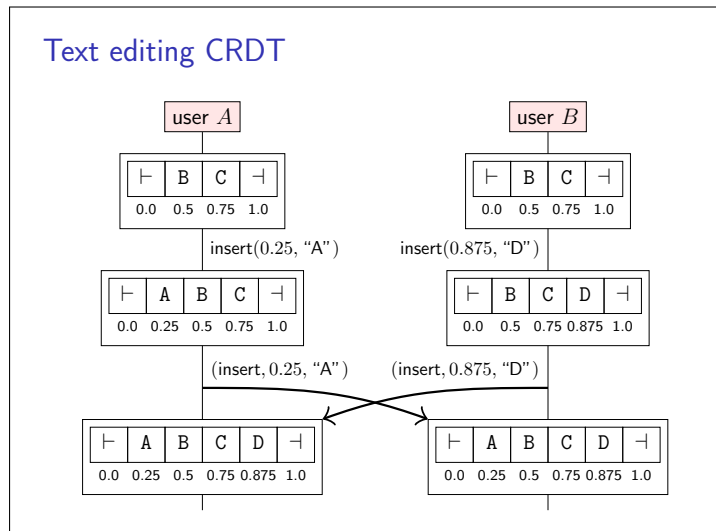 Text editing CRDT
user A user B
⊢ B C ⊣ ⊢ B C ⊣
0.0 0.5 0.75 1.0 0.0 0.5 0.75 1.0
insert(0.25, “A”) insert(0.875, “D”)
⊢ A B C ⊣ ⊢ B C D ⊣
0.0 0.25 0.5 0.75 1.0 0.0 0.5 0.75 0.875 1.0
(insert, 0.25, “A”) (insert, 0.875, “D”)
⊢ A B C D ⊣ ⊢ A B C D ⊣
0.0 0.25 0.5 0.75 0.875 1.0 0.0 0.25 0.5 0.75 0.875 1.0